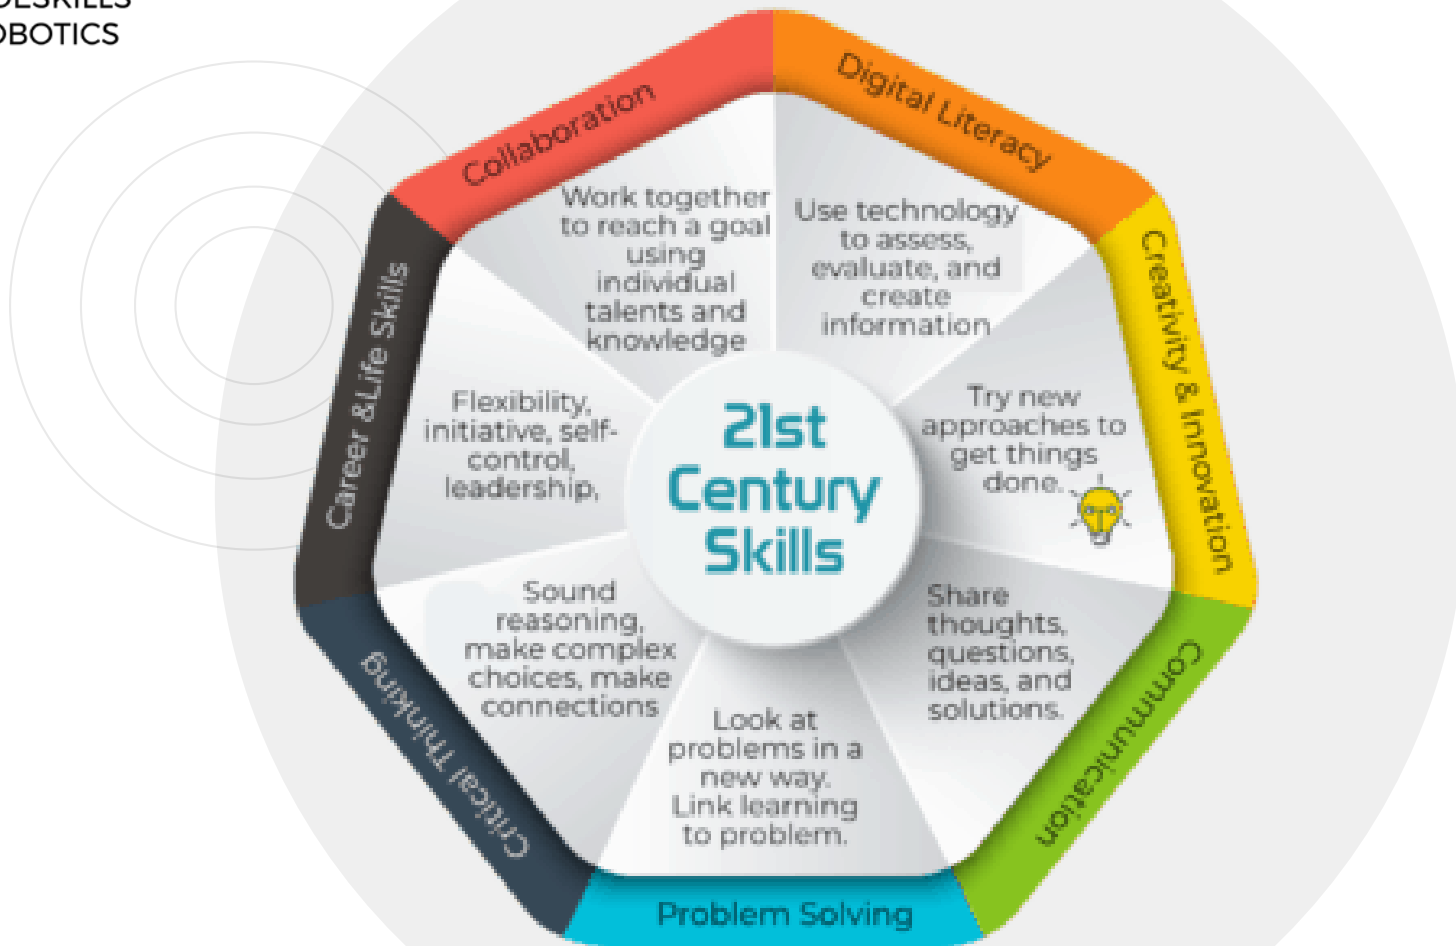 OBOTICS
Collaboration
Work together
to reach a goal
using
individual
talents and
knowledge
Digital Literacy
Use technology
to assess,
evaluate, and
create
information
Creativity & Innovation
Try new
approaches to
get things
done.
Communication
Share
thoughts,
questions,
ideas, and
solutions.
Problem Solving
Look at
problems in a
new way.
Link learning
to problem.
Critical Thinking
Sound
reasoning,
make complex
choices, make
connections
Career &Life Skills
Flexibility,
initiative, self-
control,
leadership,
21st
Century
Skills